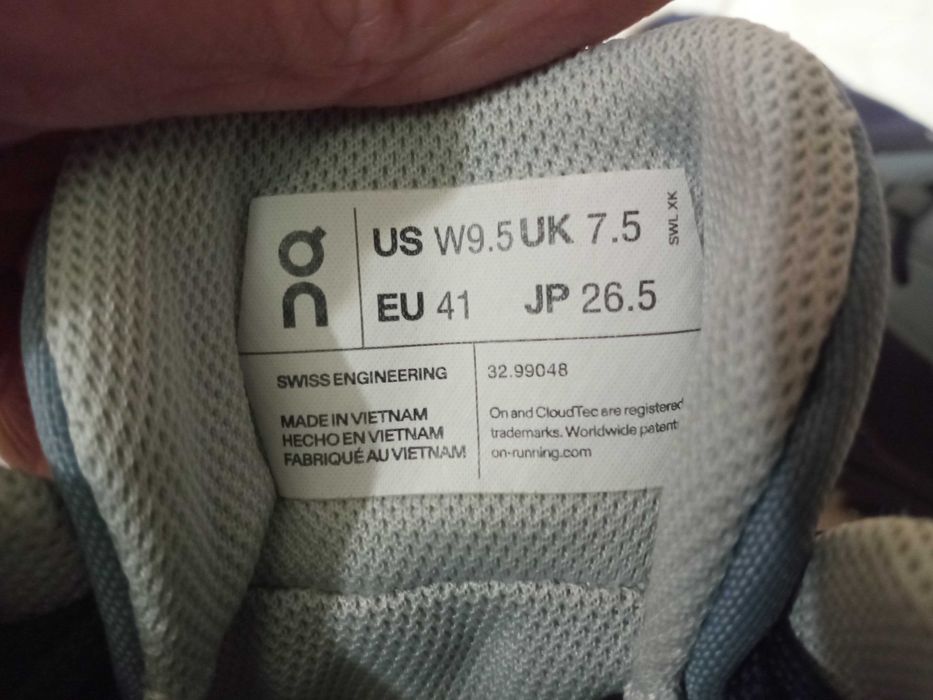 On
US W9.5 UK 7.5
EU 41 JP 26.5
SWL XK
SWISS ENGINEERING
MADE IN VIETNAM
HECHO EN VIETNAM
FABRIQUÉ AU VIETNAM
32.99048
On and CloudTec are registered
trademarks. Worldwide patent
on-running.com